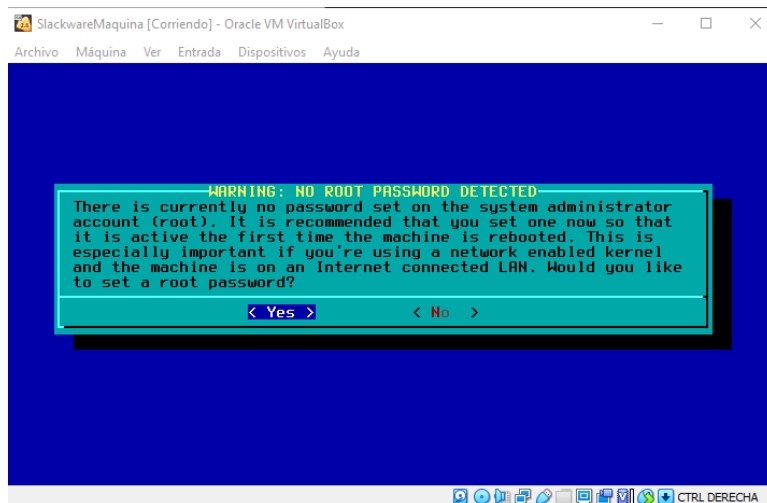 SlackwareMaquina [Corriendo] - Oracle VM VirtualBox
Archivo Máquina Ver Entrada Dispositivos Ayuda
WARNING: NO ROOT PASSWORD DETECTED
There is currently no password set on the system administrator
account (root). It is recommended that you set one now so that
it is active the first time the machine is rebooted. This is
especially important if you're using a network enabled kernel
and the machine is on an Internet connected LAN. Would you like
to set a root password?
< Yes > < No >
CTRL DERECHA